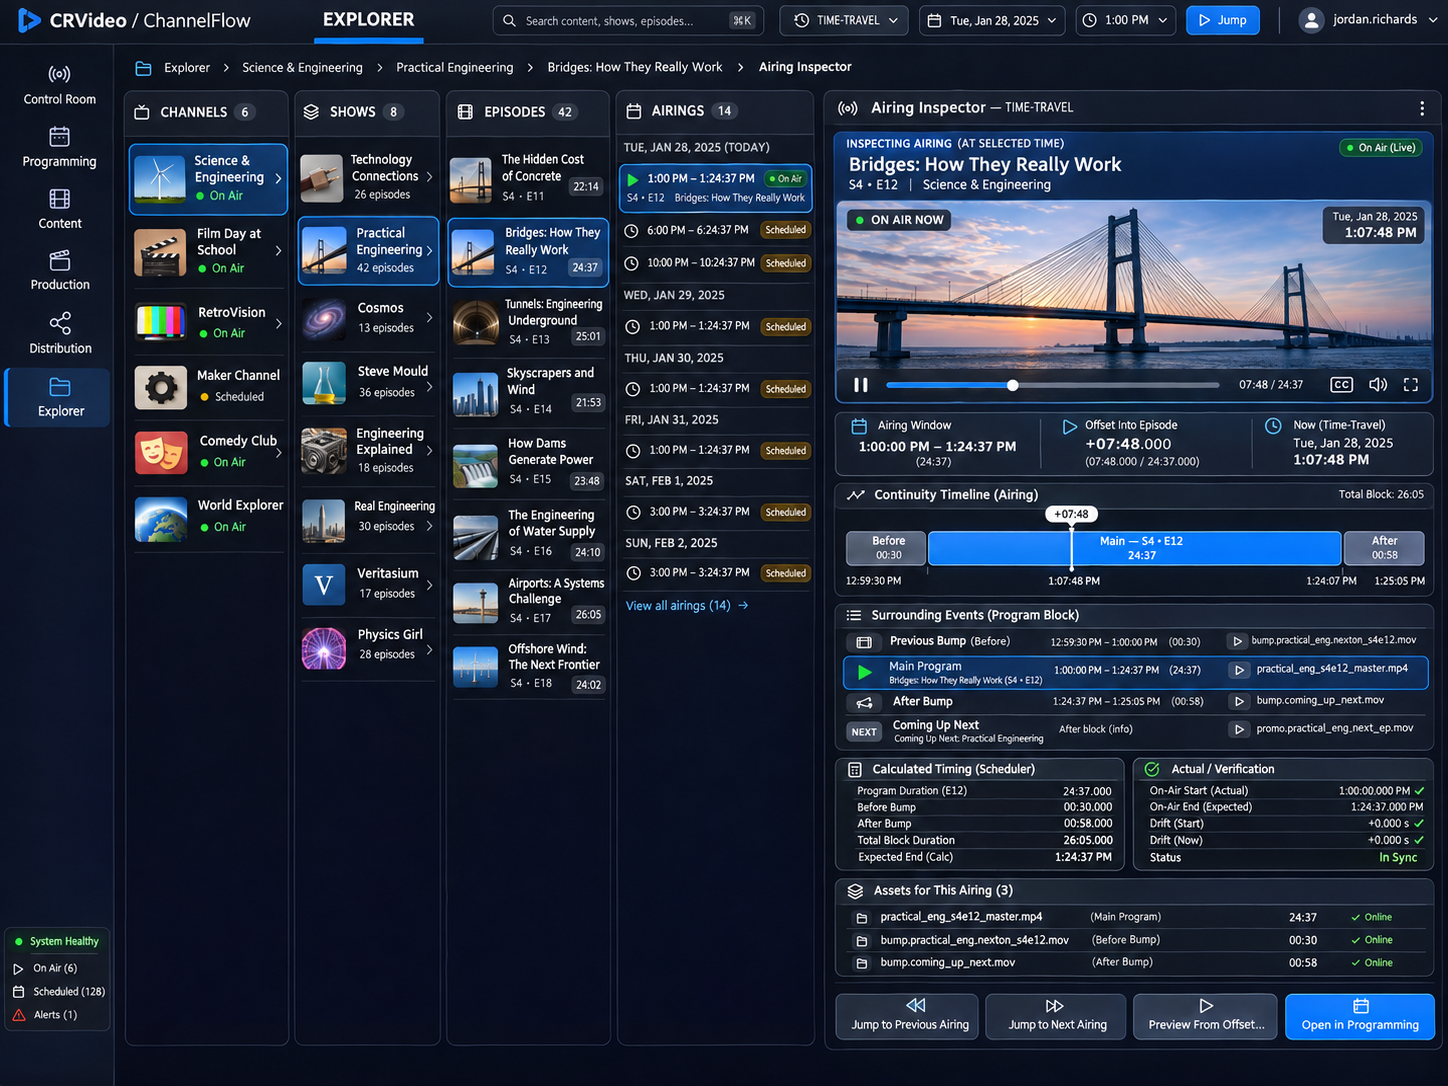 CRVideo / ChannelFlow
EXPLORER
Search content, shows, episodes...
⌘K
TIME-TRAVEL
Tue, Jan 28, 2025
1:00 PM
Jump
jordan.richards
Control Room
Programming
Content
Production
Distribution
Explorer
System Healthy
On Air (6)
Scheduled (128)
Alerts (1)
Explorer > Science & Engineering > Practical Engineering > Bridges: How They Really Work > Airing Inspector
CHANNELS 6
Science &
Engineering
On Air
Film Day at
School
On Air
RetroVision
On Air
Maker Channel
Scheduled
Comedy Club
On Air
World Explorer
On Air
SHOWS 8
Technology
Connections
26 episodes
Practical
Engineering
42 episodes
Cosmos
13 episodes
Steve Mould
36 episodes
Engineering
Explained
18 episodes
Real Engineering
30 episodes
V
Veritasium
17 episodes
Physics Girl
28 episodes
EPISODES 42
The Hidden Cost
of Concrete
S4 • E11
22:14
Bridges: How They
Really Work
S4 • E12
24:37
Tunnels: Engineering
Underground
S4 • E13
25:01
Skyscrapers and
Wind
S4 • E14
21:53
How Dams
Generate Power
S4 • E15
23:48
The Engineering
of Water Supply
S4 • E16
24:10
Airports: A Systems
Challenge
S4 • E17
26:05
Offshore Wind:
The Next Frontier
S4 • E18
24:02
AIRINGS 14
TUE, JAN 28, 2025 (TODAY)
1:00 PM – 1:24:37 PM On Air
S4 • E12 Bridges: How They Really Work
6:00 PM – 6:24:37 PM Scheduled
10:00 PM – 10:24:37 PM Scheduled
WED, JAN 29, 2025
1:00 PM – 1:24:37 PM Scheduled
THU, JAN 30, 2025
1:00 PM – 1:24:37 PM Scheduled
FRI, JAN 31, 2025
1:00 PM – 1:24:37 PM Scheduled
SAT, FEB 1, 2025
3:00 PM – 3:24:37 PM Scheduled
SUN, FEB 2, 2025
3:00 PM – 3:24:37 PM Scheduled
View all airings (14) →
Airing Inspector — TIME-TRAVEL
INSPECTING AIRING (AT SELECTED TIME)
On Air (Live)
Bridges: How They Really Work
S4 • E12 | Science & Engineering
ON AIR NOW
Tue, Jan 28, 2025
1:07:48 PM
07:48 / 24:37
CC
Airing Window
1:00:00 PM – 1:24:37 PM
(24:37)
Offset Into Episode
+07:48.000
(07:48.000 / 24:37.000)
Now (Time-Travel)
Tue, Jan 28, 2025
1:07:48 PM
Continuity Timeline (Airing)
Total Block: 26:05
+07:48
Before
00:30
Main — S4 • E12
24:37
After
00:58
12:59:30 PM
1:07:48 PM
1:24:07 PM
1:25:05 PM
Surrounding Events (Program Block)
Previous Bump (Before) 12:59:30 PM – 1:00:00 PM (00:30) bump.practical_eng.nexton_s4e12.mov
Main Program
Bridges: How They Really Work (S4 • E12)
1:00:00 PM – 1:24:37 PM (24:37) practical_eng_s4e12_master.mp4
After Bump 1:24:37 PM – 1:25:05 PM (00:58) bump.coming_up_next.mov
NEXT
Coming Up Next
Coming Up Next: Practical Engineering
After block (info) promo.practical_eng_next_ep.mov
Calculated Timing (Scheduler)
Program Duration (E12) 24:37.000
Before Bump 00:30.000
After Bump 00:58.000
Total Block Duration 26:05.000
Expected End (Calc) 1:24:37 PM
Actual / Verification
On-Air Start (Actual) 1:00:00.000 PM ✓
On-Air End (Expected) 1:24:37.000 PM
Drift (Start) +0.000 s ✓
Drift (Now) +0.000 s ✓
Status In Sync
Assets for This Airing (3)
practical_eng_s4e12_master.mp4 (Main Program) 24:37 ✓ Online
bump.practical_eng.nexton_s4e12.mov (Before Bump) 00:30 ✓ Online
bump.coming_up_next.mov (After Bump) 00:58 ✓ Online
Jump to Previous Airing
Jump to Next Airing
Preview From Offset...
Open in Programming